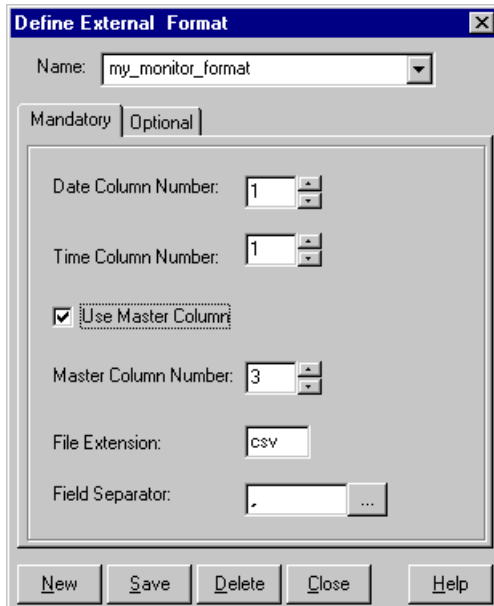 Define External Format
Name: my_monitor_format
Mandatory Optional
Date Column Number: 1
Time Column Number: 1
Use Master Column
Master Column Number: 3
File Extension: csv
Field Separator: , ...
New Save Delete Close Help